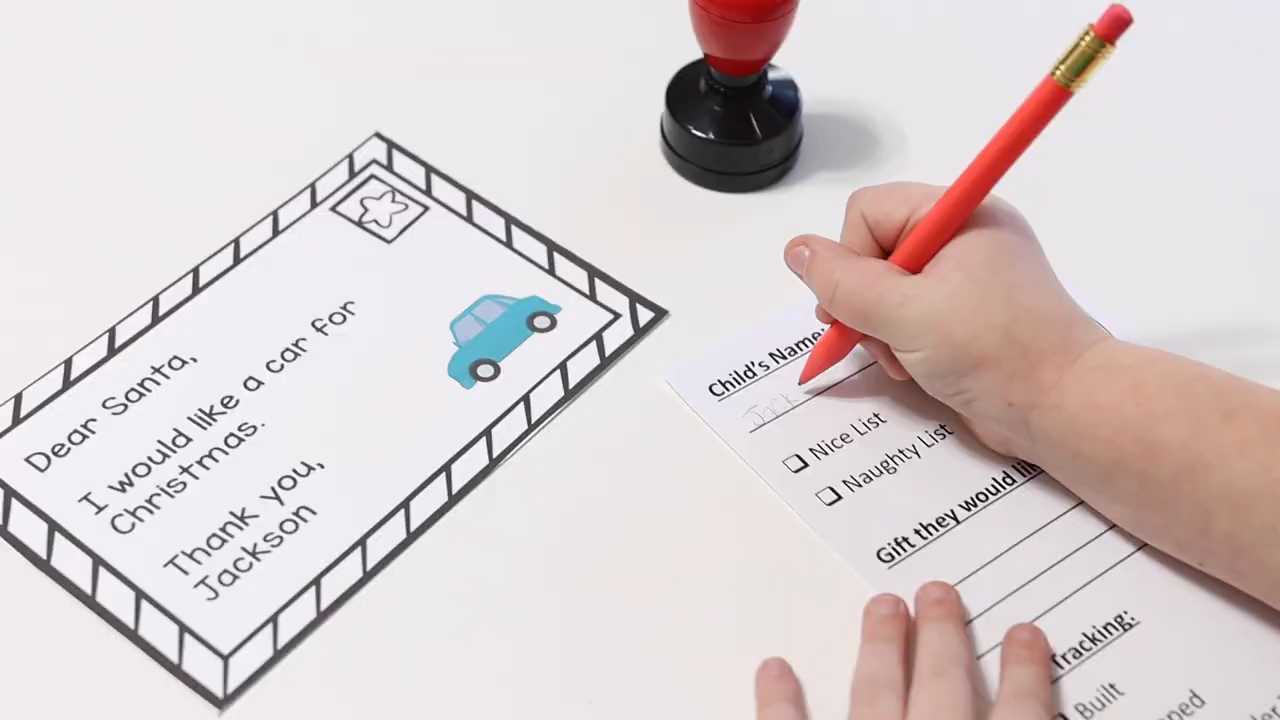 Dear Santa,
I would like a car for
Christmas.
Thank you,
Jackson
Child's Name:
Jack
Nice List
Naughty List
Gift they would
Tracking:
Built